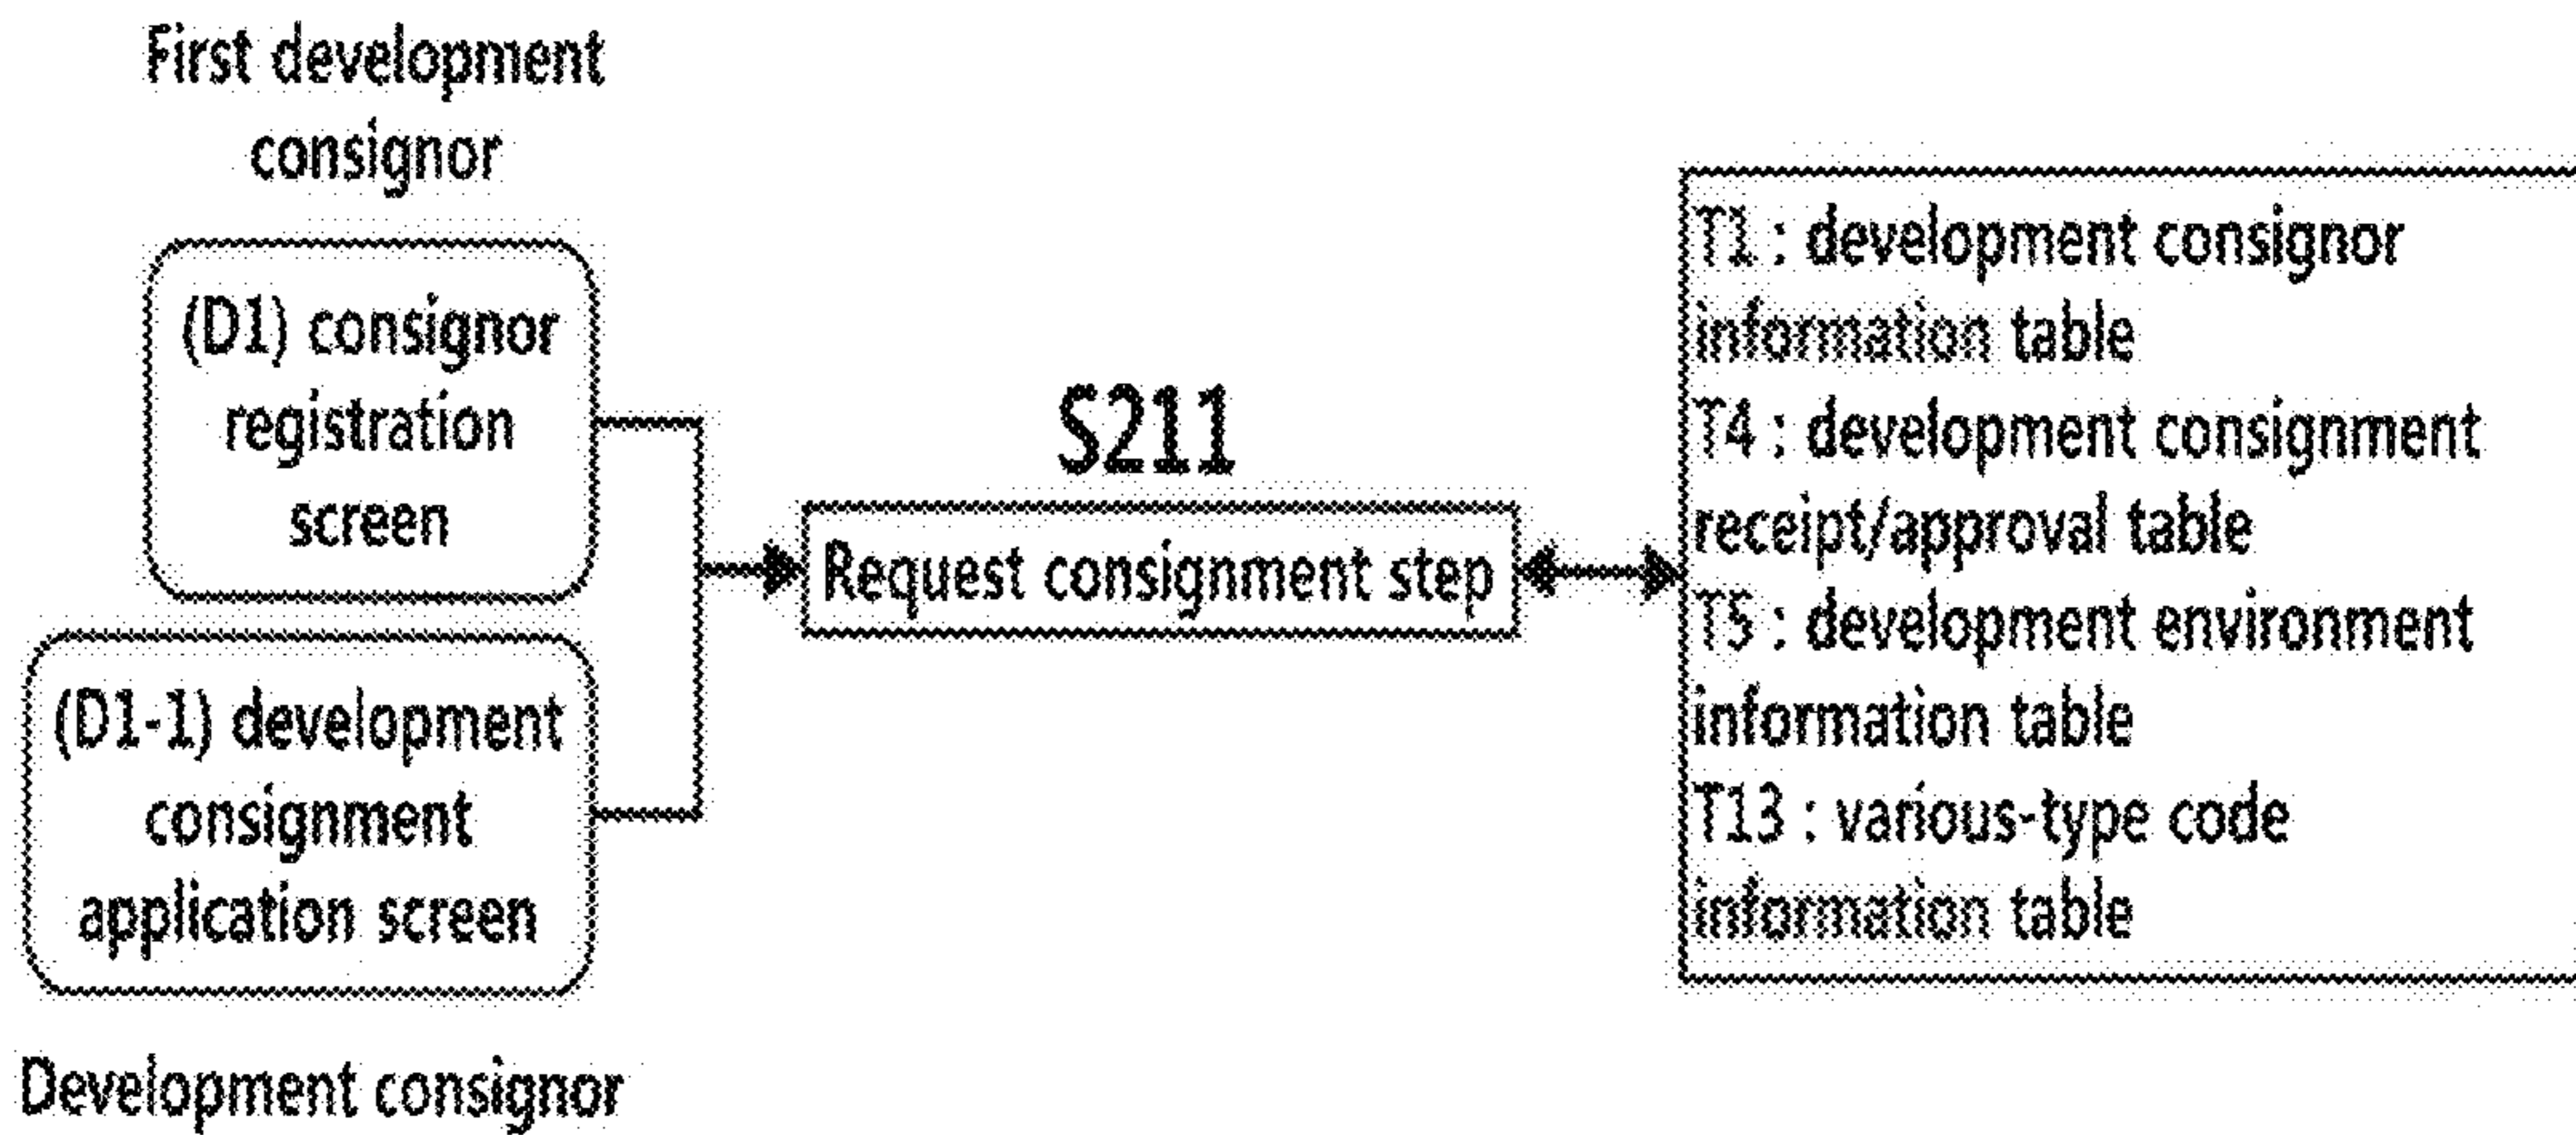 First development
consignor
(D1) consignor
registration
screen
(D1-1) development
consignment
application screen
Development consignor
S211
Request consignment step
T1 : development consignor
information table
T4 : development consignment
receipt/approval table
T5 : development environment
information table
T13 : various-type code
information table